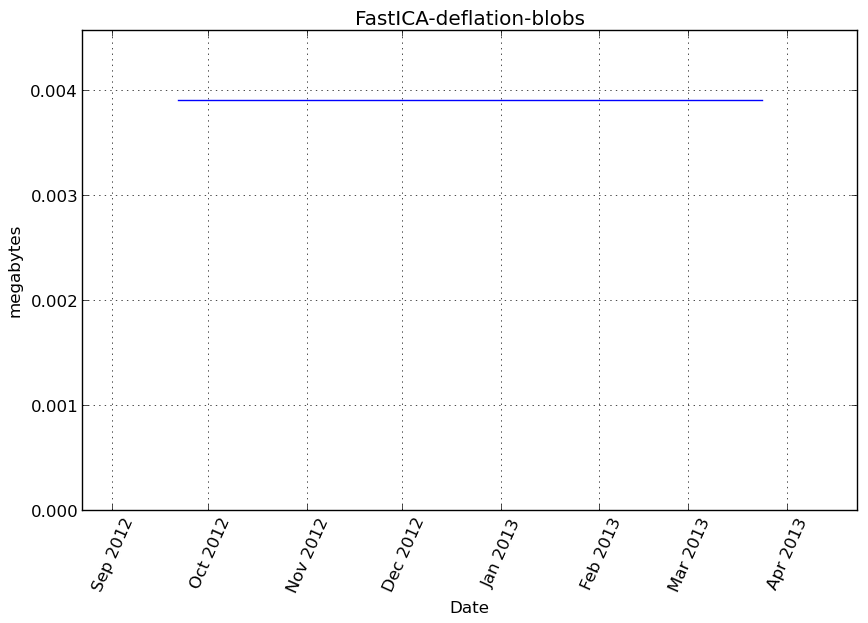 FastICA-deflation-blobs
megabytes
0.004
0.003
0.002
0.001
0.000
Sep 2012
Oct 2012
Nov 2012
Dec 2012
Jan 2013
Feb 2013
Mar 2013
Apr 2013
Date